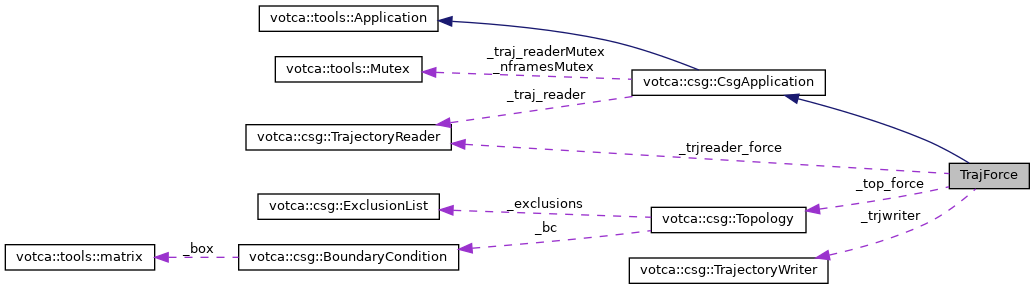 votca::tools::Application
_traj_readerMutex
_nframesMutex
votca::tools::Mutex
votca::csg::CsgApplication
_traj_reader
votca::csg::TrajectoryReader
_trjreader_force
TrajForce
_top_force
votca::csg::ExclusionList
_exclusions
votca::csg::Topology
_trjwriter
_bc
_box
votca::tools::matrix
votca::csg::BoundaryCondition
votca::csg::TrajectoryWriter